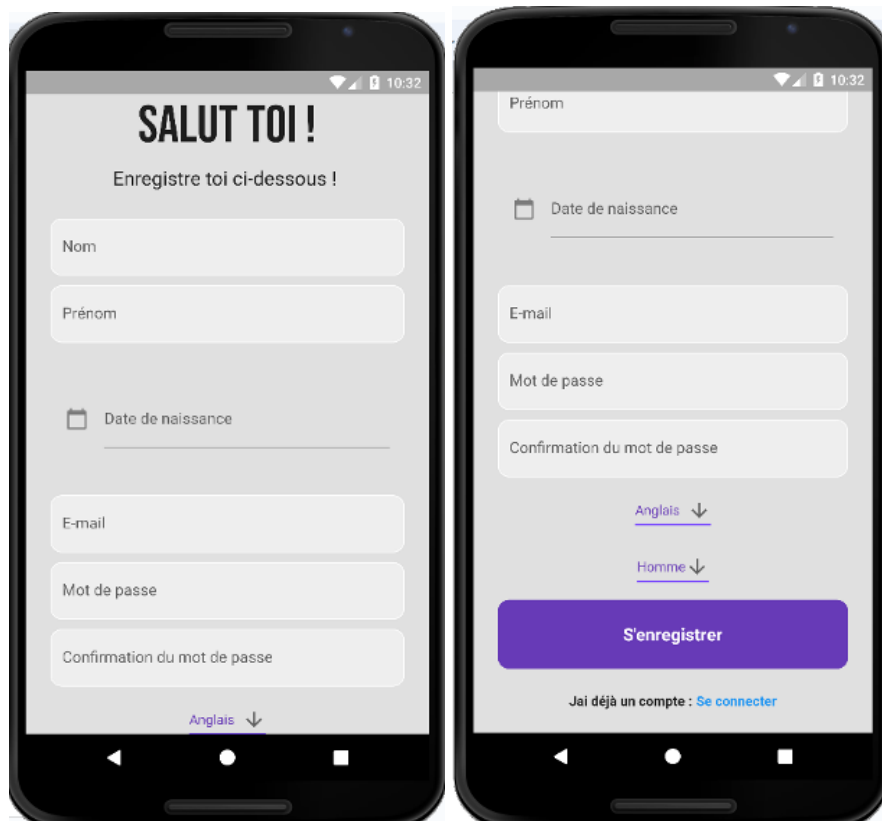 10:32
SALUT TOI !
Enregistre toi ci-dessous !
Nom
Prénom
Date de naissance
E-mail
Mot de passe
Confirmation du mot de passe
Anglais
10:32
Prénom
Date de naissance
E-mail
Mot de passe
Confirmation du mot de passe
Anglais
Homme
S'enregistrer
Jai déjà un compte : Se connecter